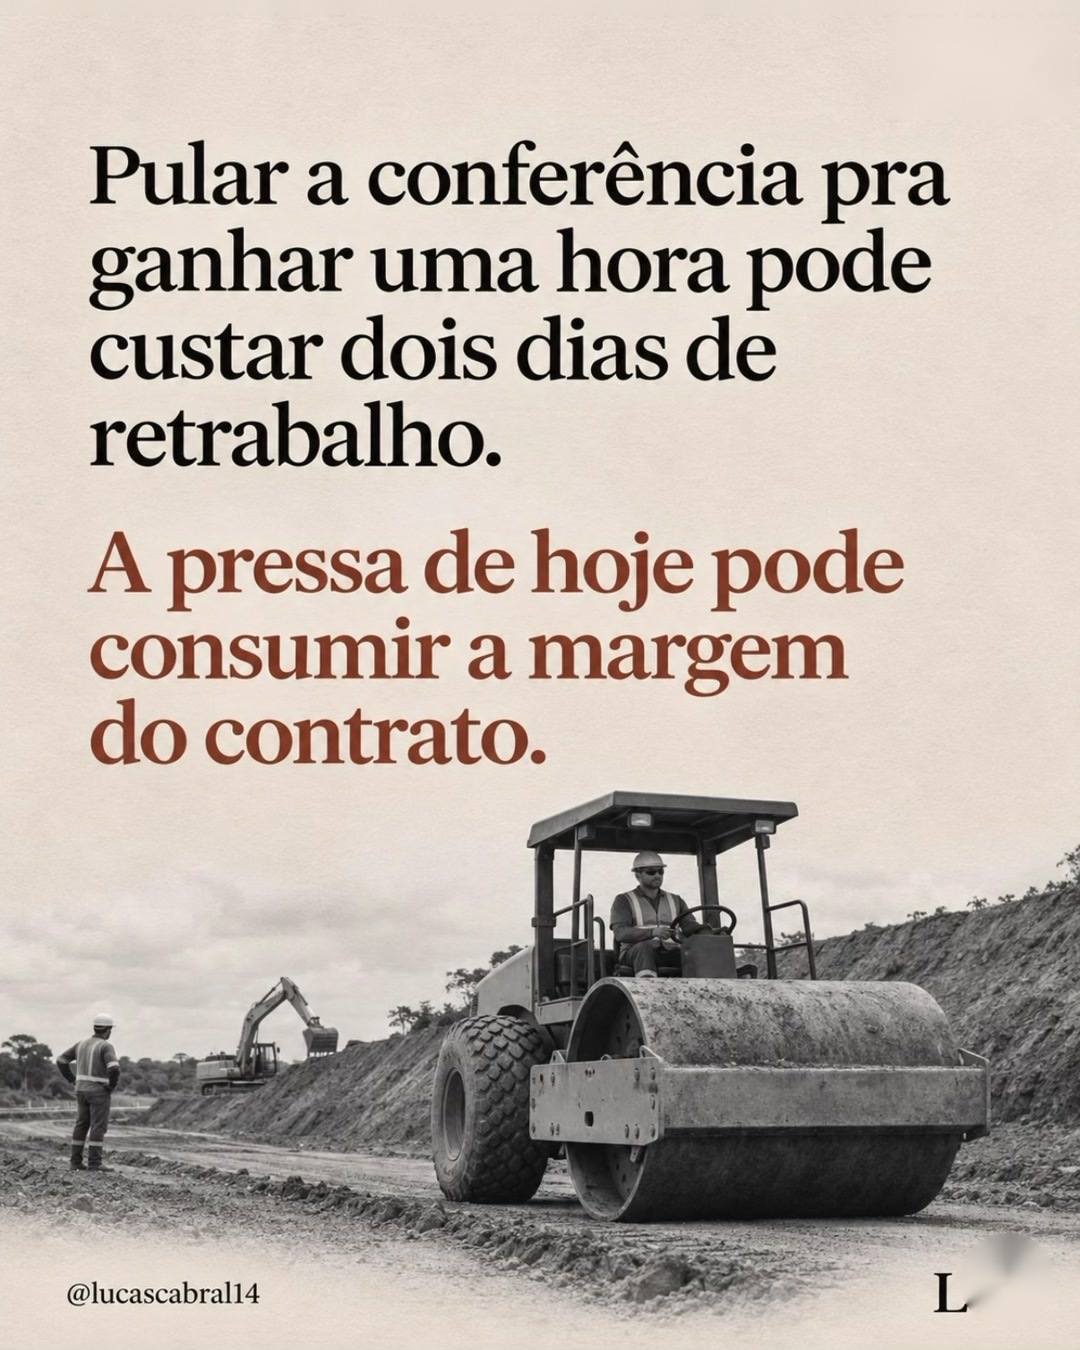 Pular a conferência pra
ganhar uma hora pode
custar dois dias de
retrabalho.
A pressa de hoje pode
consumir a margem
do contrato.
@lucascabral14
L